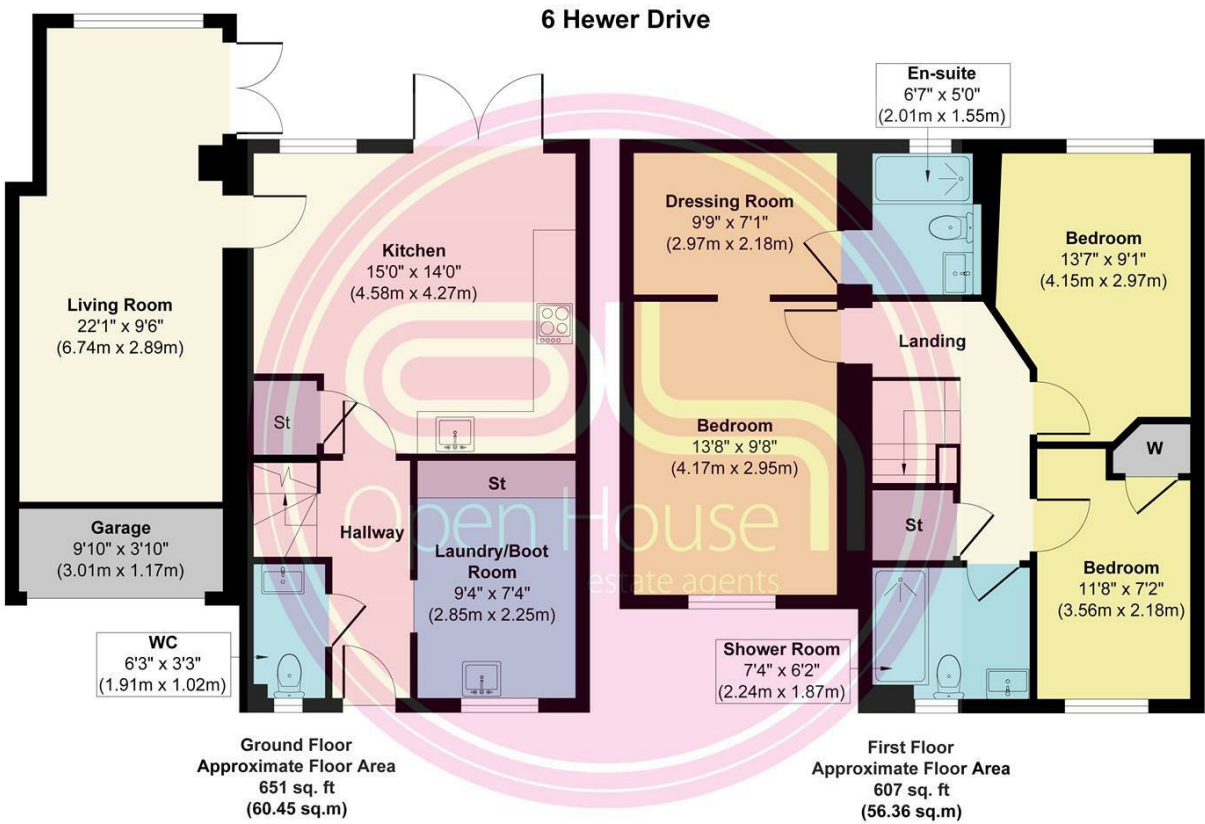 6 Hewer Drive
Living Room
22'1" x 9'6"
(6.74m x 2.89m)
Garage
9'10" x 3'10"
(3.01m x 1.17m)
Kitchen
15'0" x 14'0"
(4.58m x 4.27m)
St
Hallway
St
Laundry/Boot
Room
9'4" x 7'4"
(2.85m x 2.25m)
WC
6'3" x 3'3"
(1.91m x 1.02m)
Ground Floor
Approximate Floor Area
651 sq. ft
(60.45 sq.m)
En-suite
6'7" x 5'0"
(2.01m x 1.55m)
Dressing Room
9'9" x 7'1"
(2.97m x 2.18m)
Bedroom
13'7" x 9'1"
(4.15m x 2.97m)
Landing
Bedroom
13'8" x 9'8"
(4.17m x 2.95m)
W
St
Bedroom
11'8" x 7'2"
(3.56m x 2.18m)
Shower Room
7'4" x 6'2"
(2.24m x 1.87m)
First Floor
Approximate Floor Area
607 sq. ft
(56.36 sq.m)
Open House
estate agents